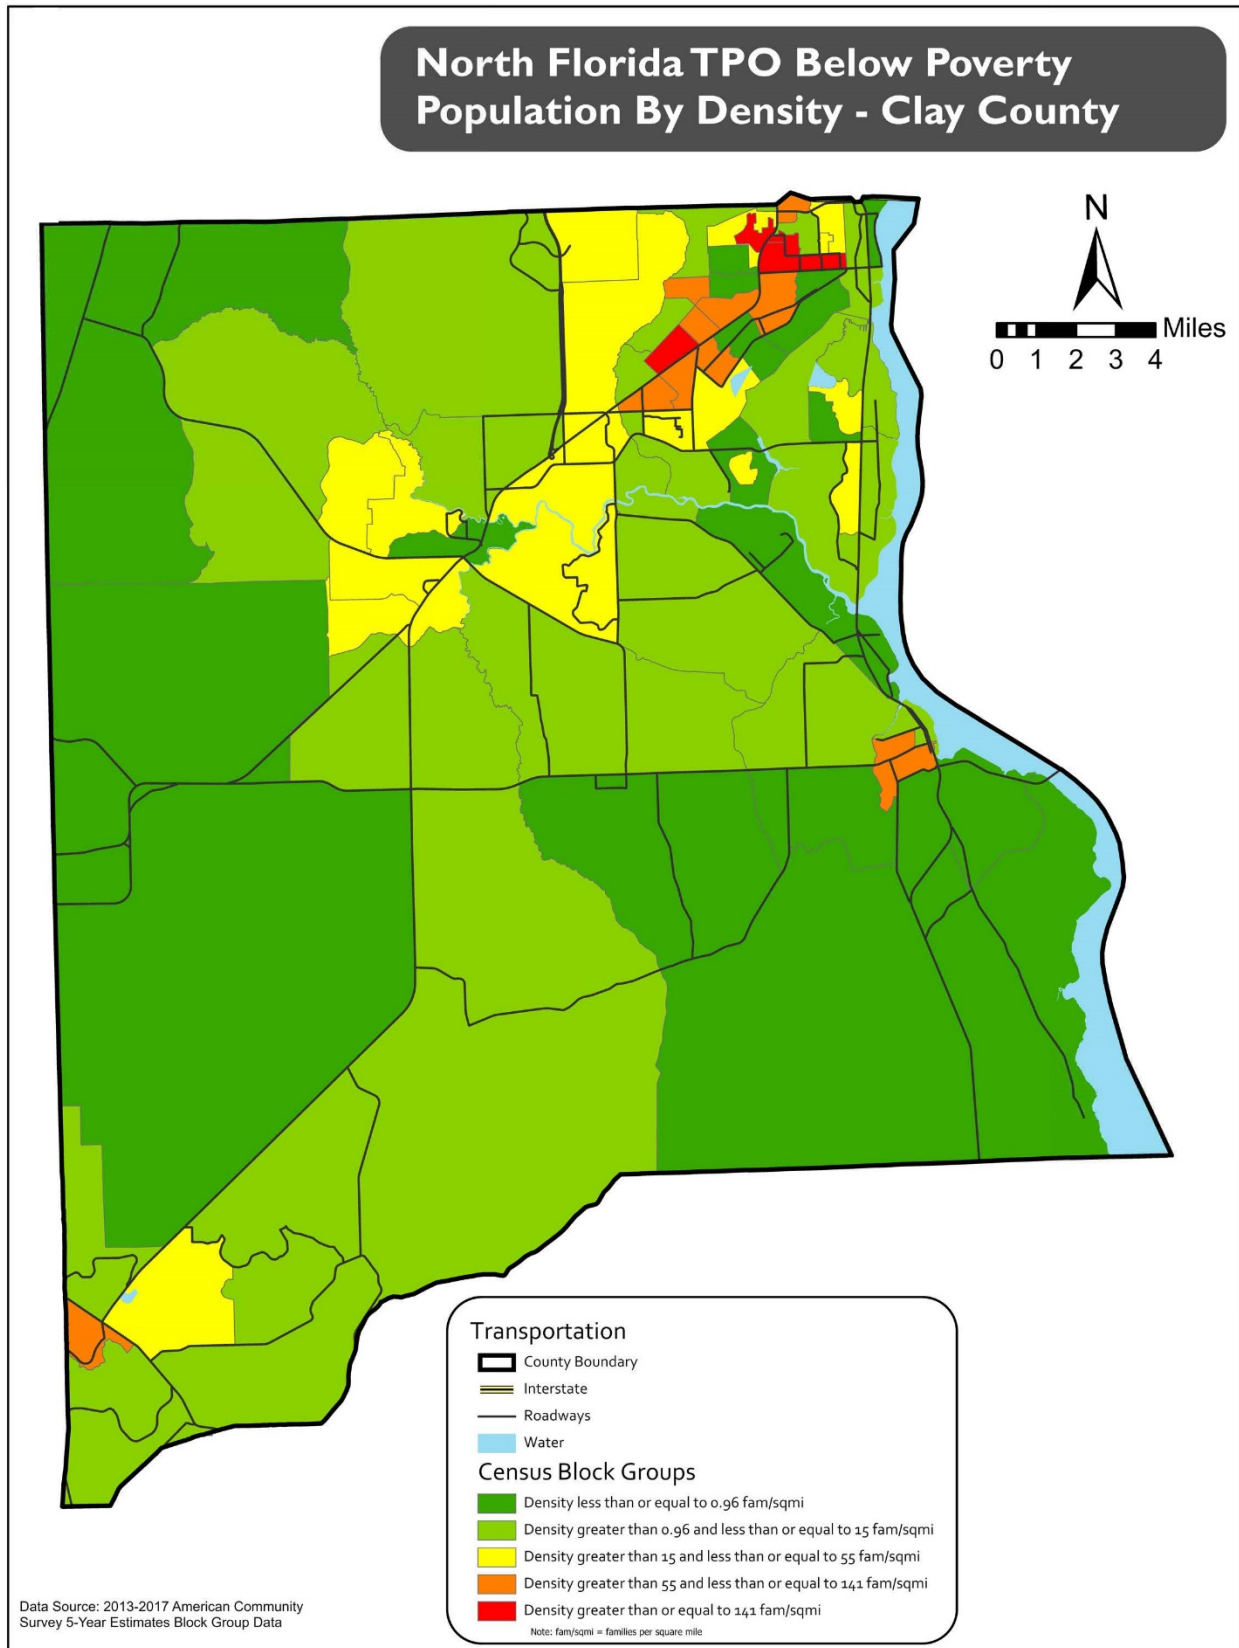 North Florida TPO Below Poverty
Population By Density - Clay County
N
Miles
0 1 2 3 4
Transportation
County Boundary
Interstate
Roadways
Water
Census Block Groups
Density less than or equal to 0.96 fam/sqmi
Density greater than 0.96 and less than or equal to 15 fam/sqmi
Density greater than 15 and less than or equal to 55 fam/sqmi
Density greater than 55 and less than or equal to 141 fam/sqmi
Density greater than or equal to 141 fam/sqmi
Note: fam/sqmi = families per square mile
Data Source: 2013-2017 American Community
Survey 5-Year Estimates Block Group Data